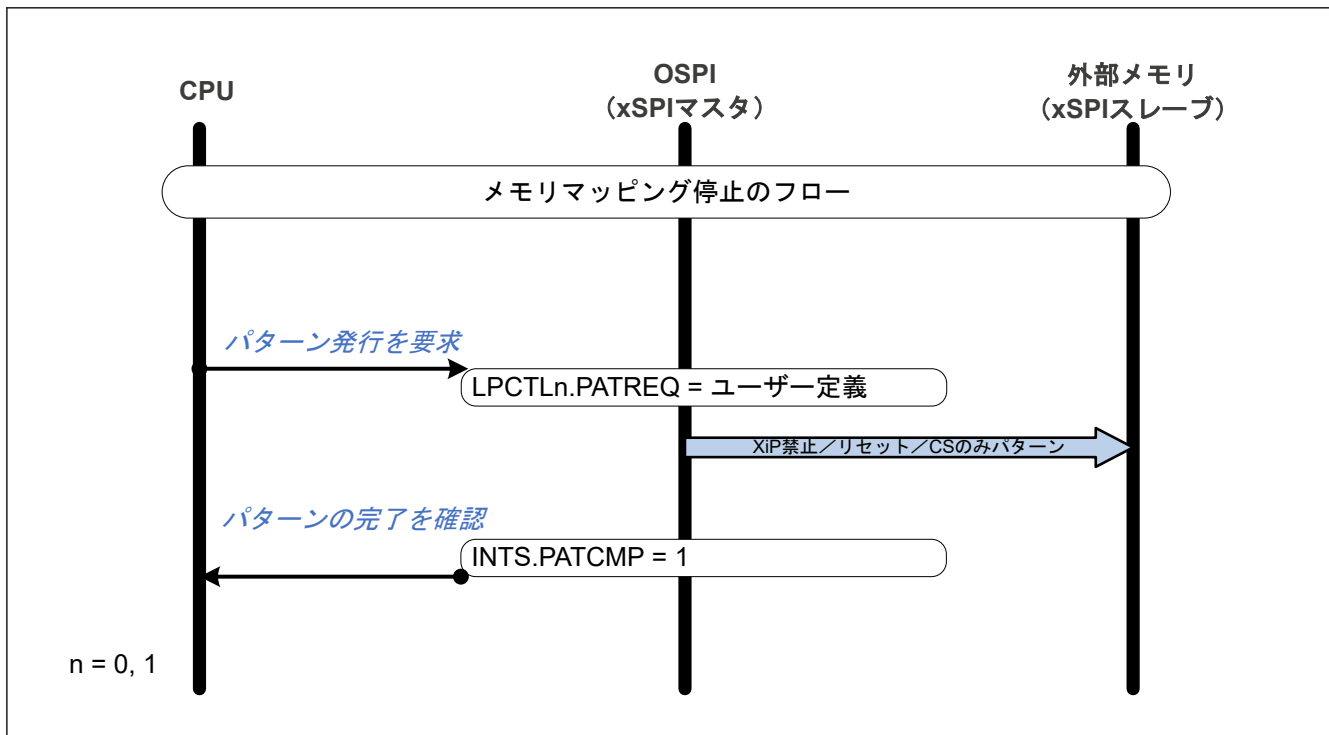 CPU
OSPI
（xSPIマスタ）
外部メモリ
（xSPIスレーブ）
メモリマッピング停止のフロー
パターン発行を要求
LPCTLn.PATREQ = ユーザー定義
XiP禁止／リセット／CSのみパターン
パターンの完了を確認
INTS.PATCMP = 1
n = 0, 1